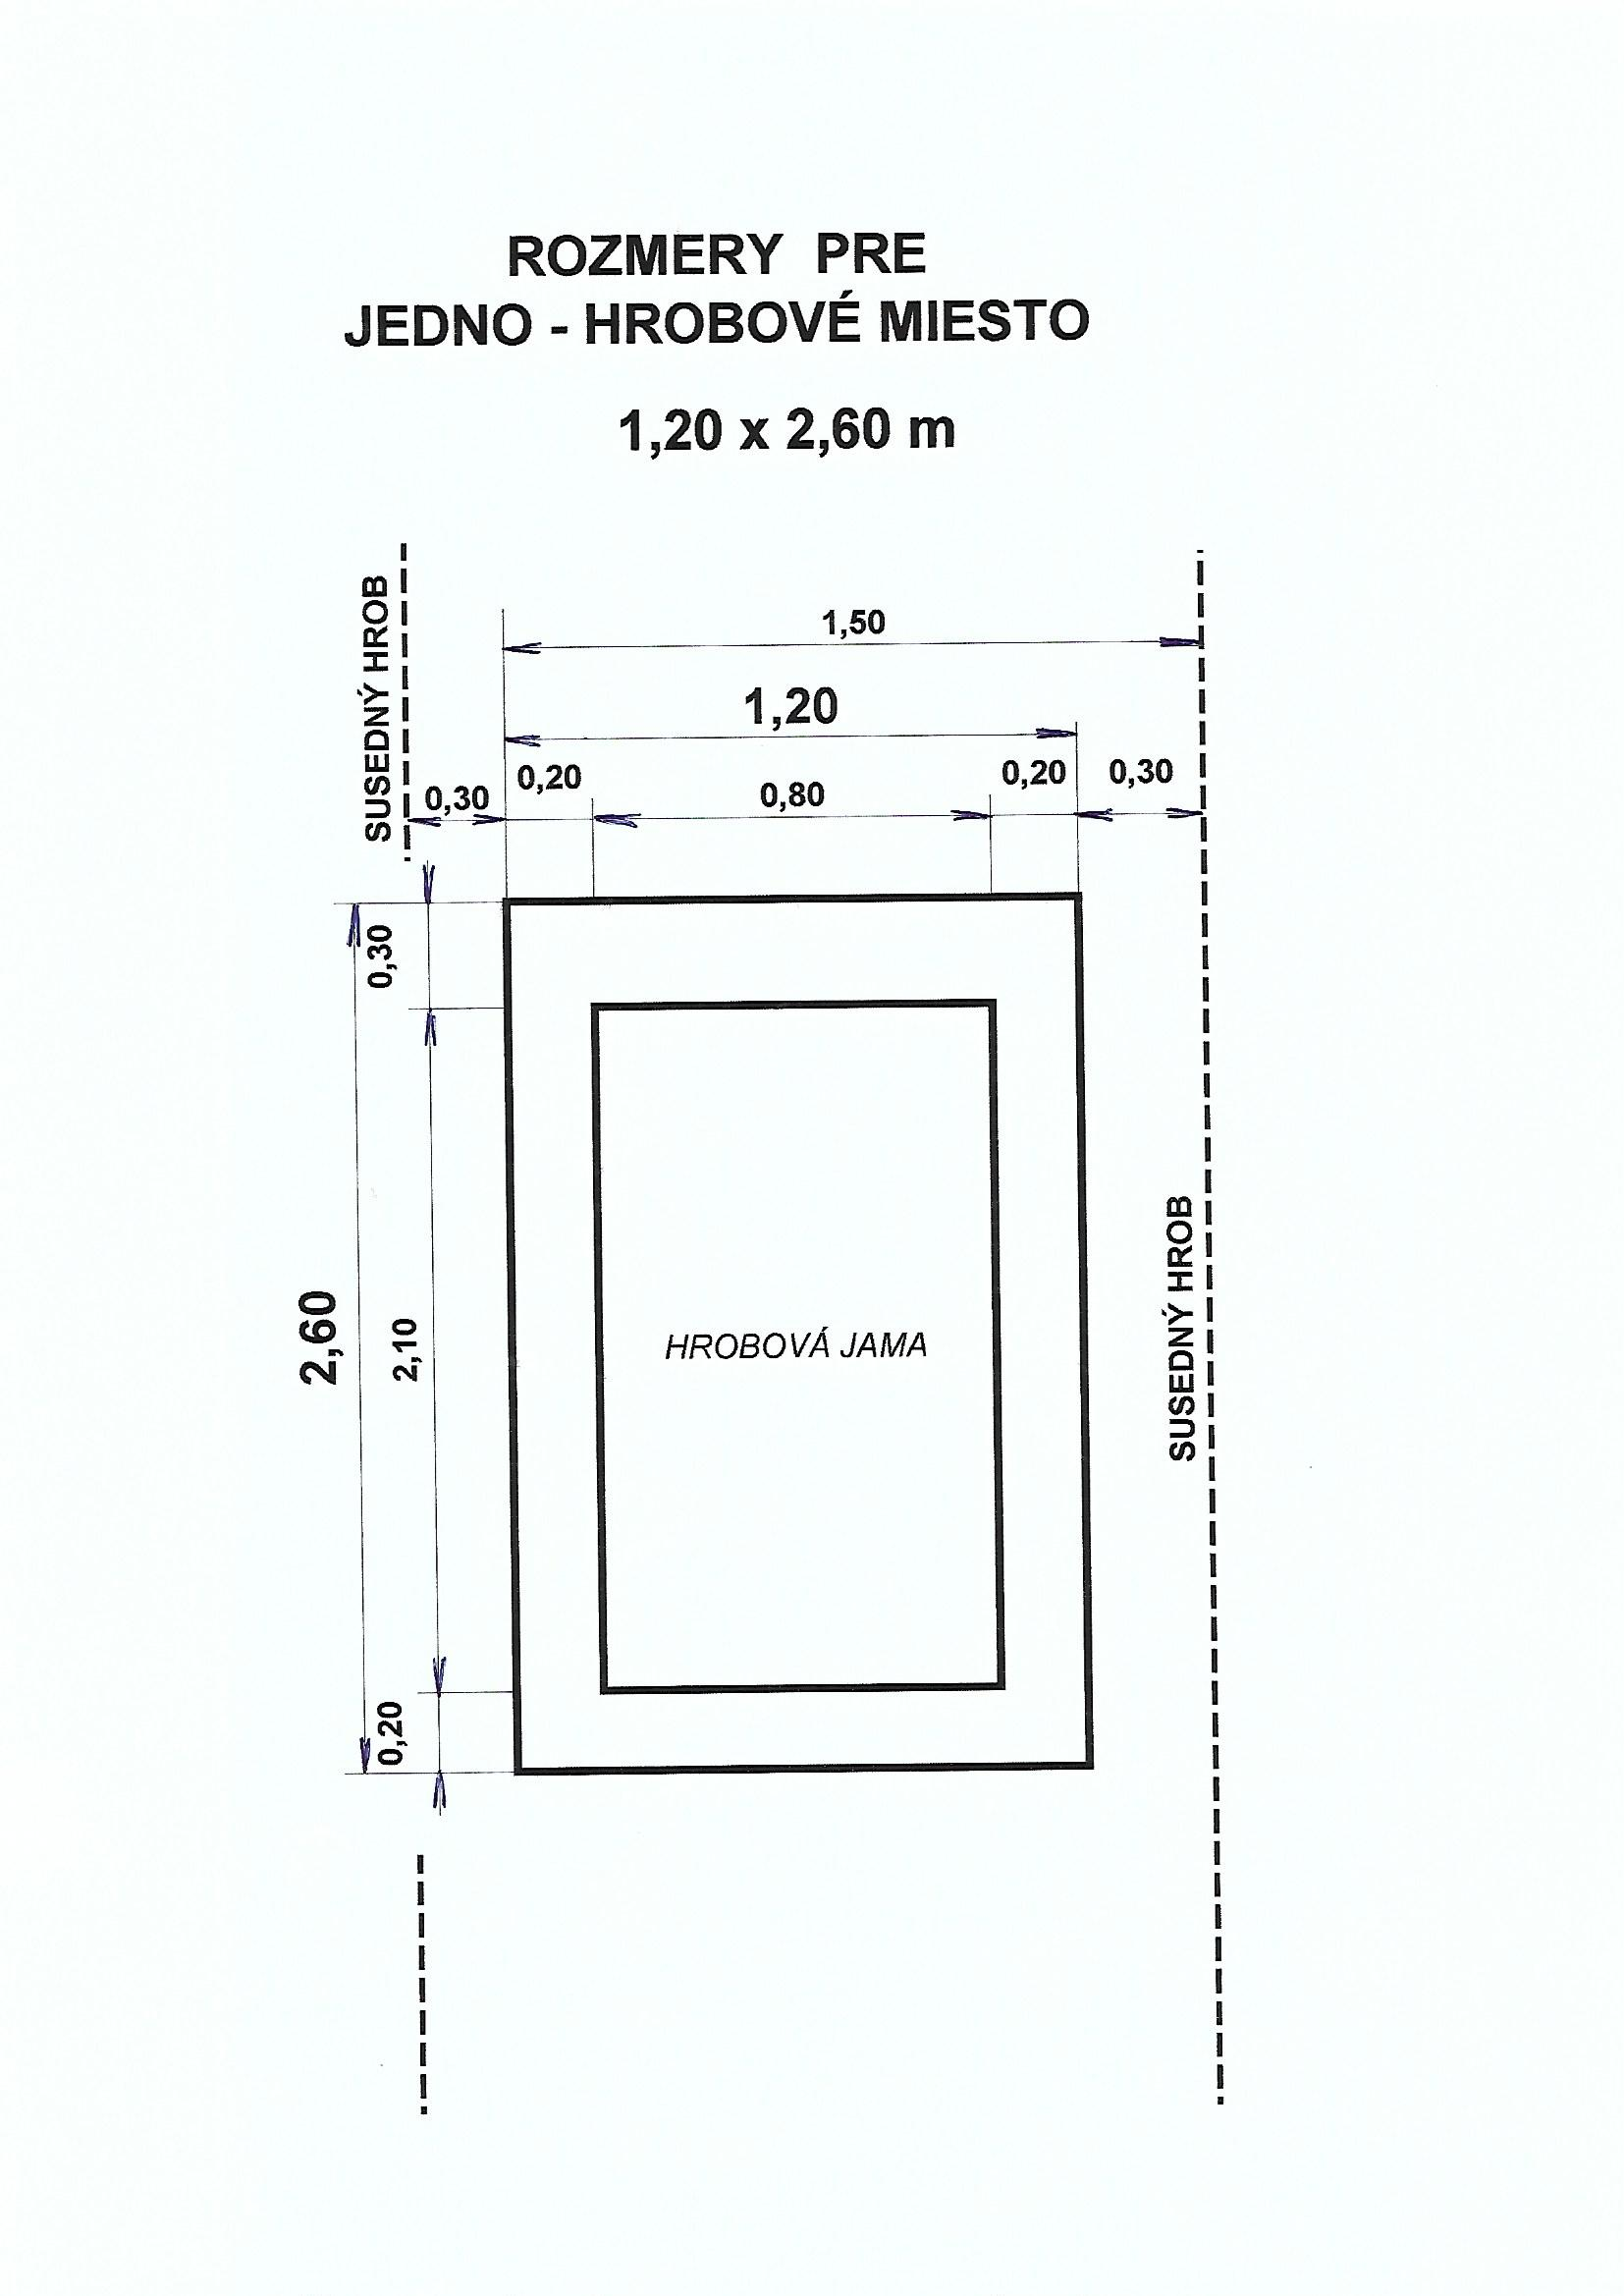 ROZMERY PRE
JEDNO - HROBOVÉ MIESTO
1,20 x 2,60 m
SUSEDNÝ HROB
1,50
1,20
0,30
0,20
0,80
0,20
0,30
0,30
2,60
2,10
HROBOVÁ JAMA
SUSEDNÝ HROB
0,20